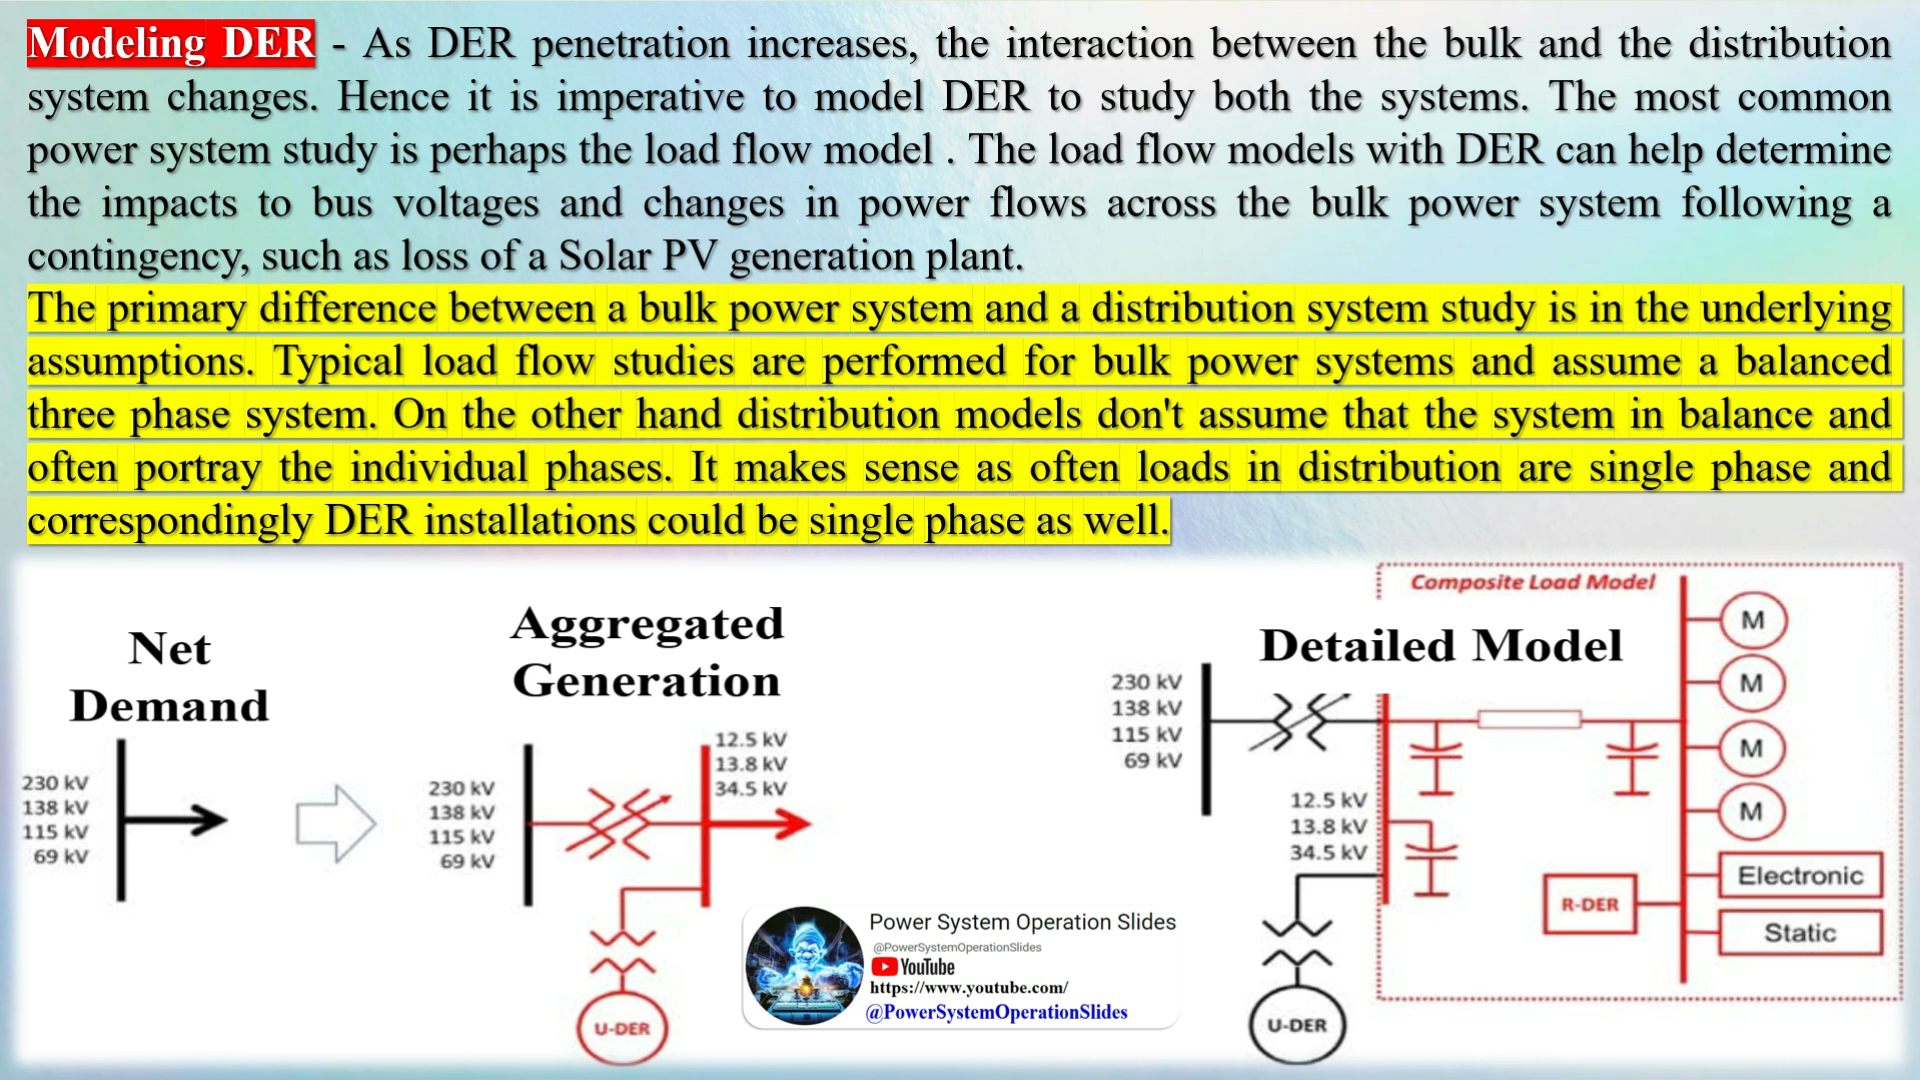 Modeling DER - As DER penetration increases, the interaction between the bulk and the distribution
system changes. Hence it is imperative to model DER to study both the systems. The most common
power system study is perhaps the load flow model . The load flow models with DER can help determine
the impacts to bus voltages and changes in power flows across the bulk power system following a
contingency, such as loss of a Solar PV generation plant.
The primary difference between a bulk power system and a distribution system study is in the underlying
assumptions. Typical load flow studies are performed for bulk power systems and assume a balanced
three phase system. On the other hand distribution models don't assume that the system in balance and
often portray the individual phases. It makes sense as often loads in distribution are single phase and
correspondingly DER installations could be single phase as well.
Net
Demand
230 kV
138 kV
115 kV
69 kV
Aggregated
Generation
230 kV
138 kV
115 kV
69 kV
12.5 kV
13.8 kV
34.5 kV
U-DER
Composite Load Model
Detailed Model
230 kV
138 kV
115 kV
69 kV
12.5 kV
13.8 kV
34.5 kV
U-DER
M
M
M
M
Electronic
R-DER
Static
Power System Operation Slides
@PowerSystemOperationSlides
YouTube
https://www.youtube.com/
@PowerSystemOperationSlides